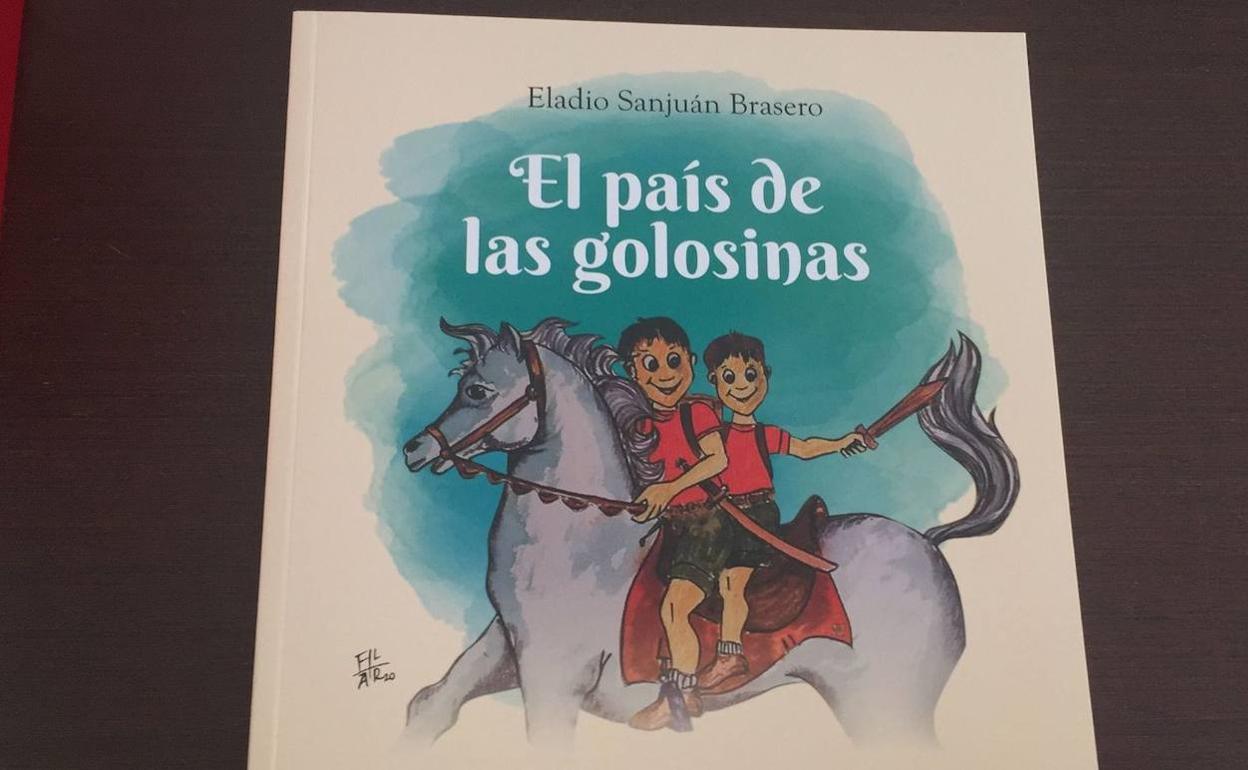 Eladio Sanjuán Brasero
El país de
las golosinas